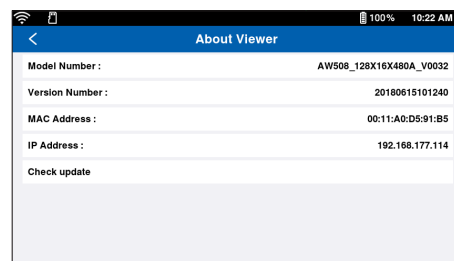 100% 10:22 AM
About Viewer
Model Number : AW508_128X16X480A_V0032
Version Number : 20180615101240
MAC Address : 00:11:A0:D5:91:B5
IP Address : 192.168.177.114
Check update